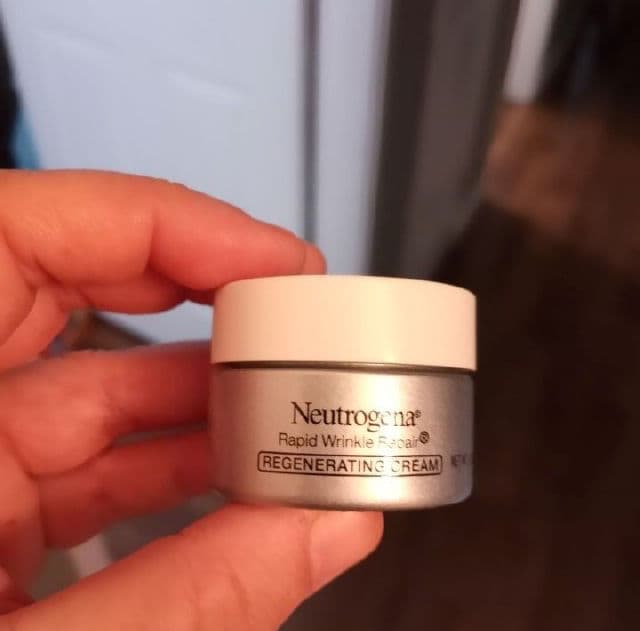 Neutrogena®
Rapid Wrinkle Repair®
REGENERATING CREAM